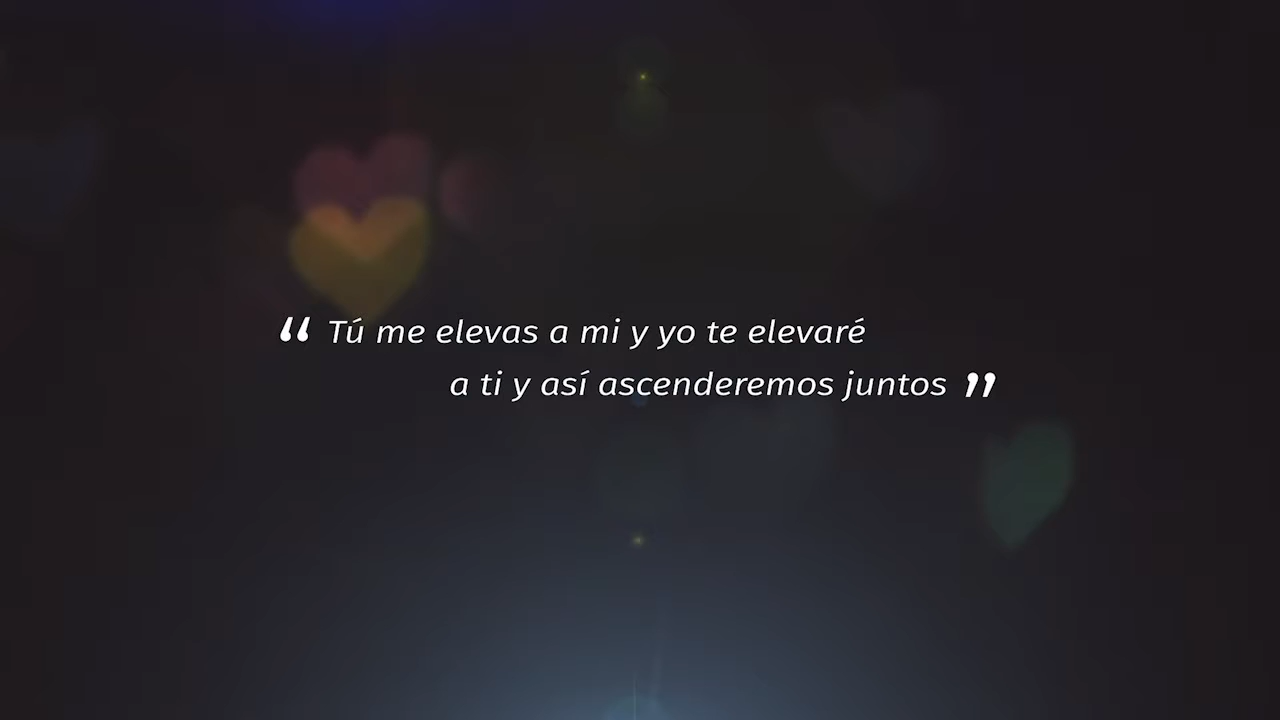 “ Tú me elevas a mi y yo te elevaré
a ti y así ascenderemos juntos ”